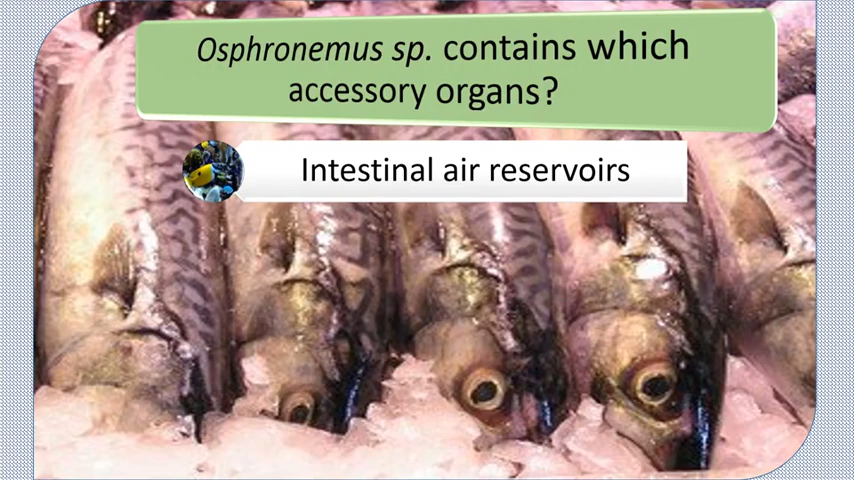 Osphronemus sp. contains which
accessory organs?
Intestinal air reservoirs